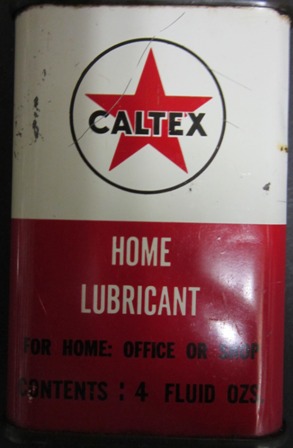 CALTEX
HOME
LUBRICANT
FOR HOME: OFFICE OR SHOP
CONTENTS : 4 FLUID OZS